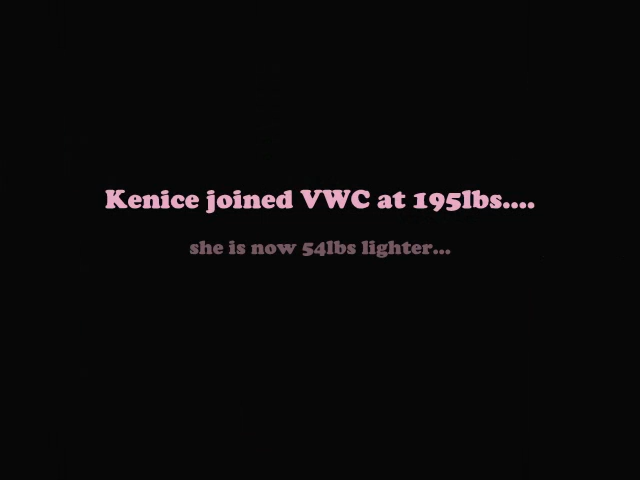 Kenice joined VWC at 195lbs....
she is now 54lbs lighter...